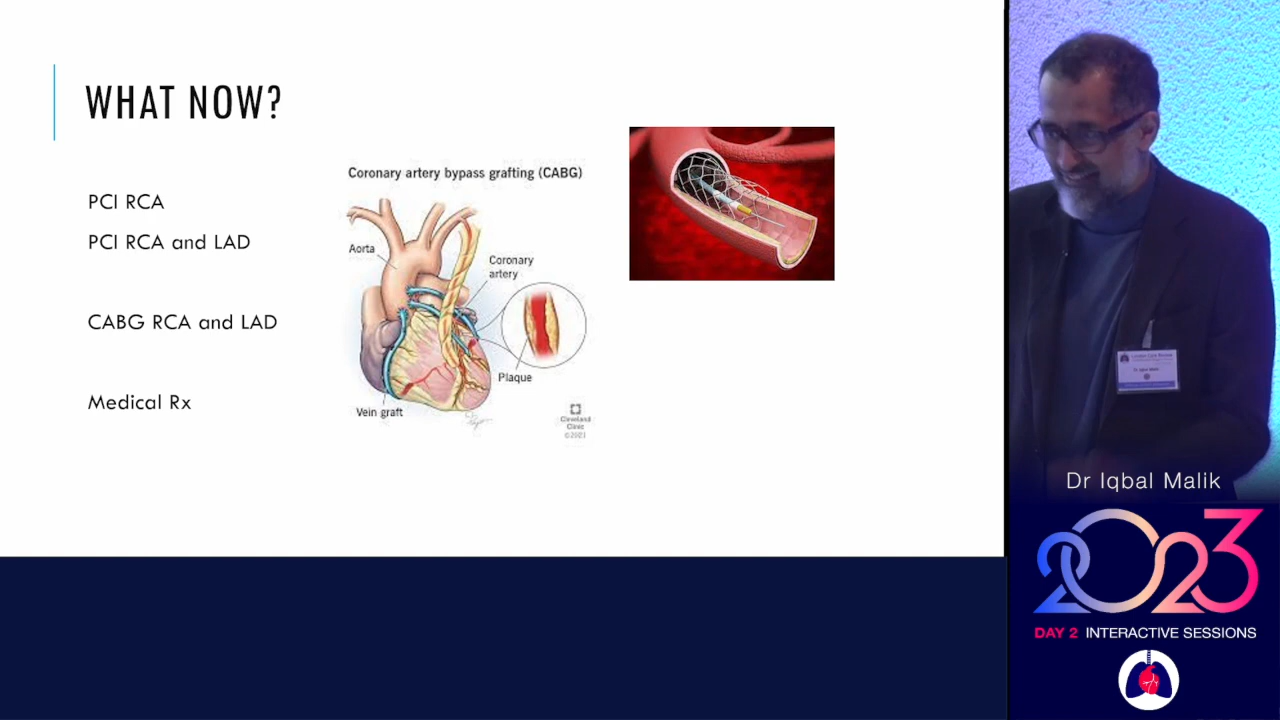 WHAT NOW?
PCI RCA
PCI RCA and LAD
CABG RCA and LAD
Medical Rx
Coronary artery bypass grafting (CABG)
Aorta
Coronary
artery
Plaque
Vein graft
Cleveland
Clinic
©2021
Dr Iqbal Malik
2023
DAY 2 INTERACTIVE SESSIONS